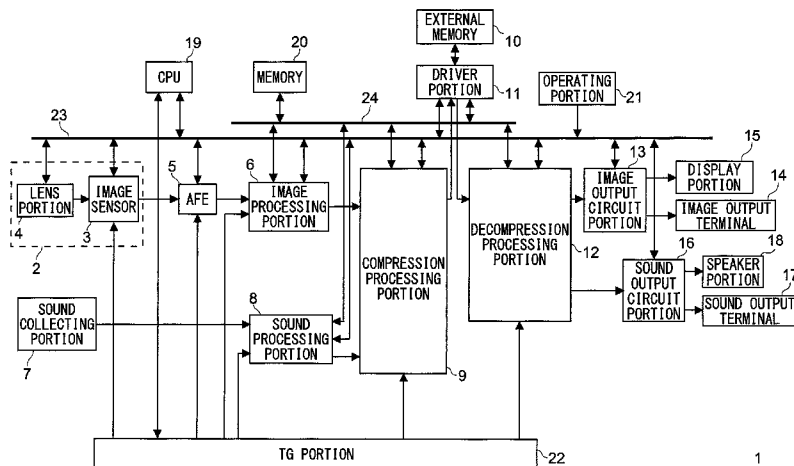 EXTERNAL
MEMORY
10
19
CPU
20
MEMORY
DRIVER
PORTION
11
OPERATING
PORTION
21
23
24
LENS
PORTION
4
IMAGE
SENSOR
3
2
5
AFE
6
IMAGE
PROCESSING
PORTION
13
IMAGE
OUTPUT
CIRCUIT
PORTION
15
DISPLAY
PORTION
14
IMAGE OUTPUT
TERMINAL
COMPRESSION
PROCESSING
PORTION
9
DECOMPRESSION
PROCESSING
PORTION
12
16
SOUND
OUTPUT
CIRCUIT
PORTION
18
SPEAKER
PORTION
17
SOUND OUTPUT
TERMINAL
SOUND
COLLECTING
PORTION
7
8
SOUND
PROCESSING
PORTION
TG PORTION
22
1